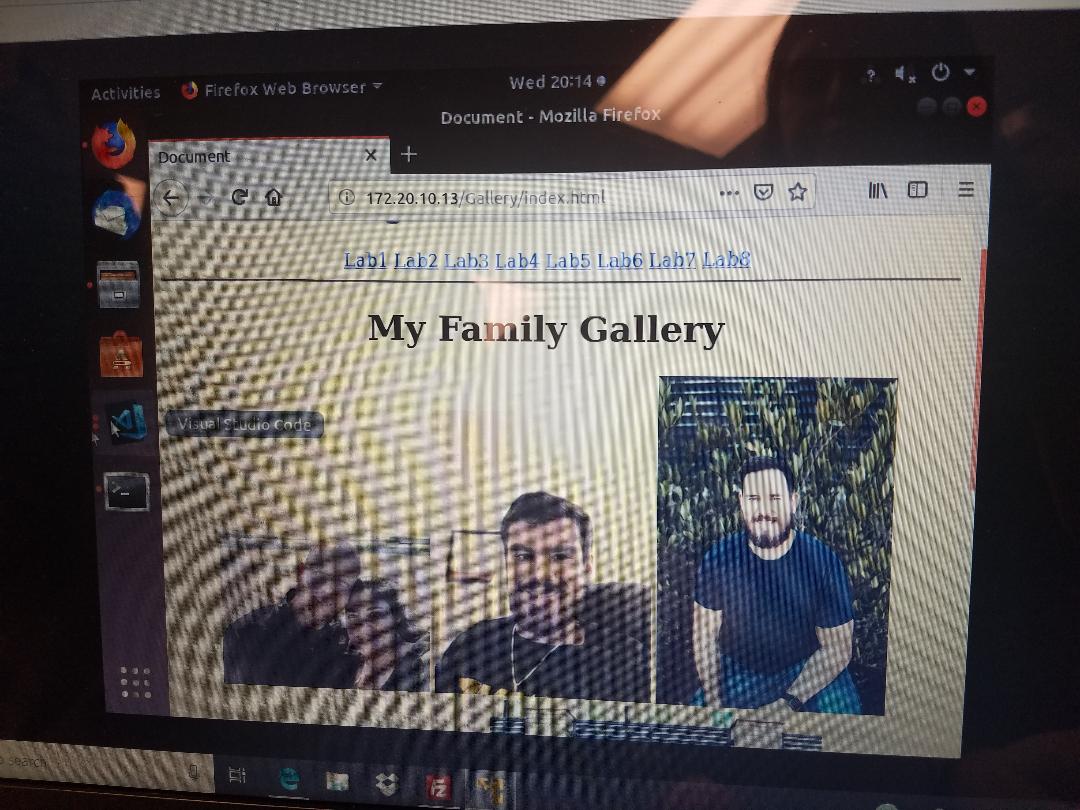 Activities Firefox Web Browser Wed 20:14 ?
Document - Mozilla Firefox
Document
172.20.10.13/Gallery/index.html
Lab1 Lab2 Lab3 Lab4 Lab5 Lab6 Lab7 Lab8
My Family Gallery
Visual Studio Code
search